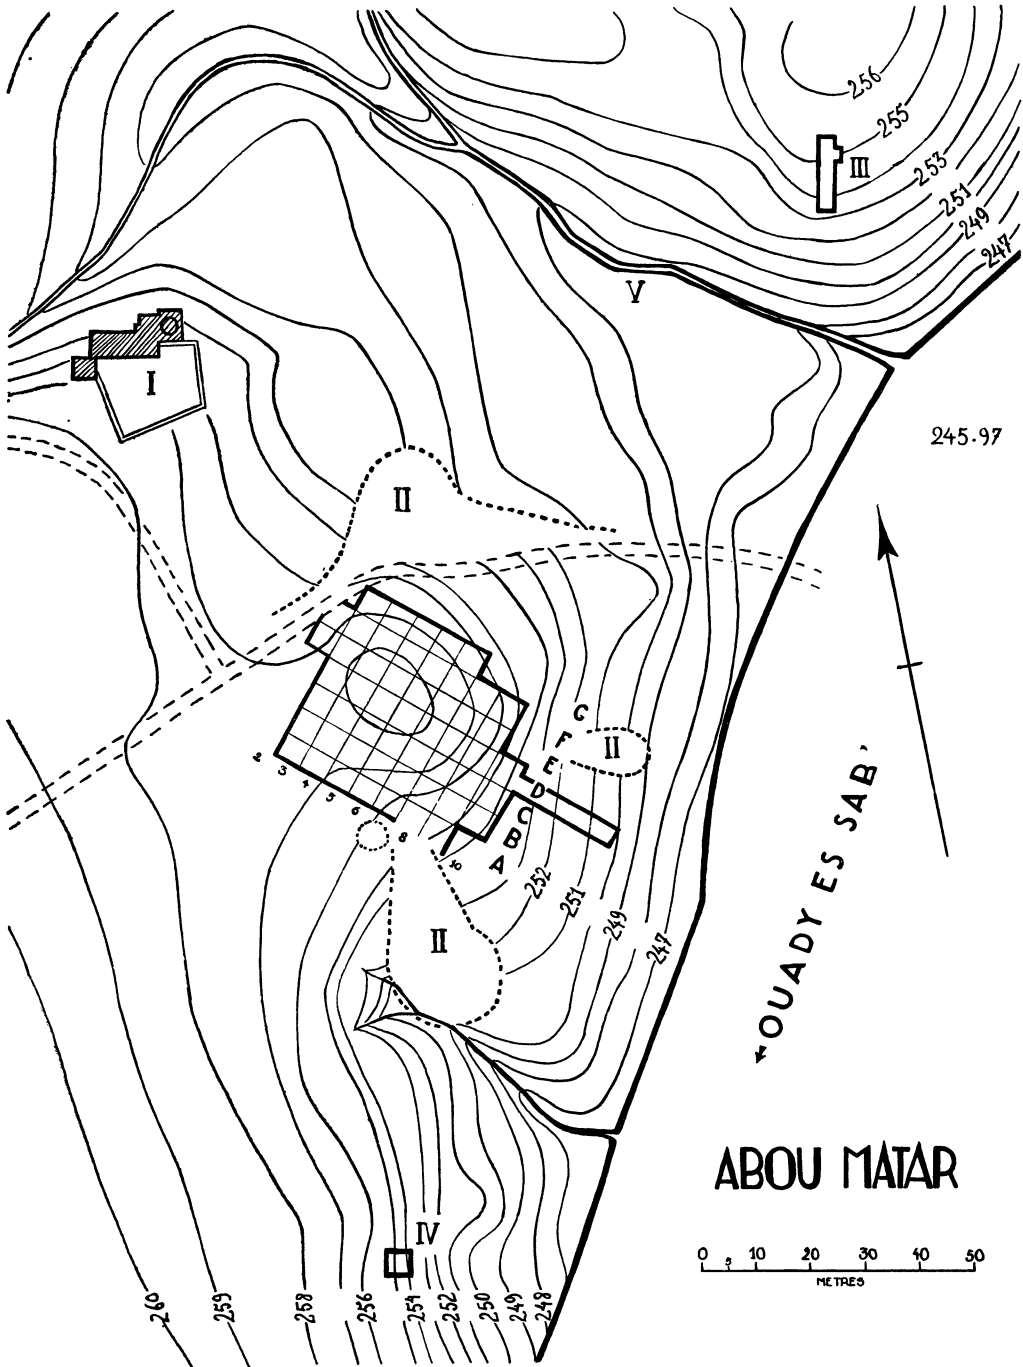 256
255
III
253
251
249
247
V
I
245.97
II
G
F
II
E
2
3
4
5
6
D
C
8
B
10
A
252
251
249
247
II
OUADY ES SAB'
ABOU MATAR
IV
0 5 10 20 30 40 50
METRES
260 259 258 256 254 252 250 249 248